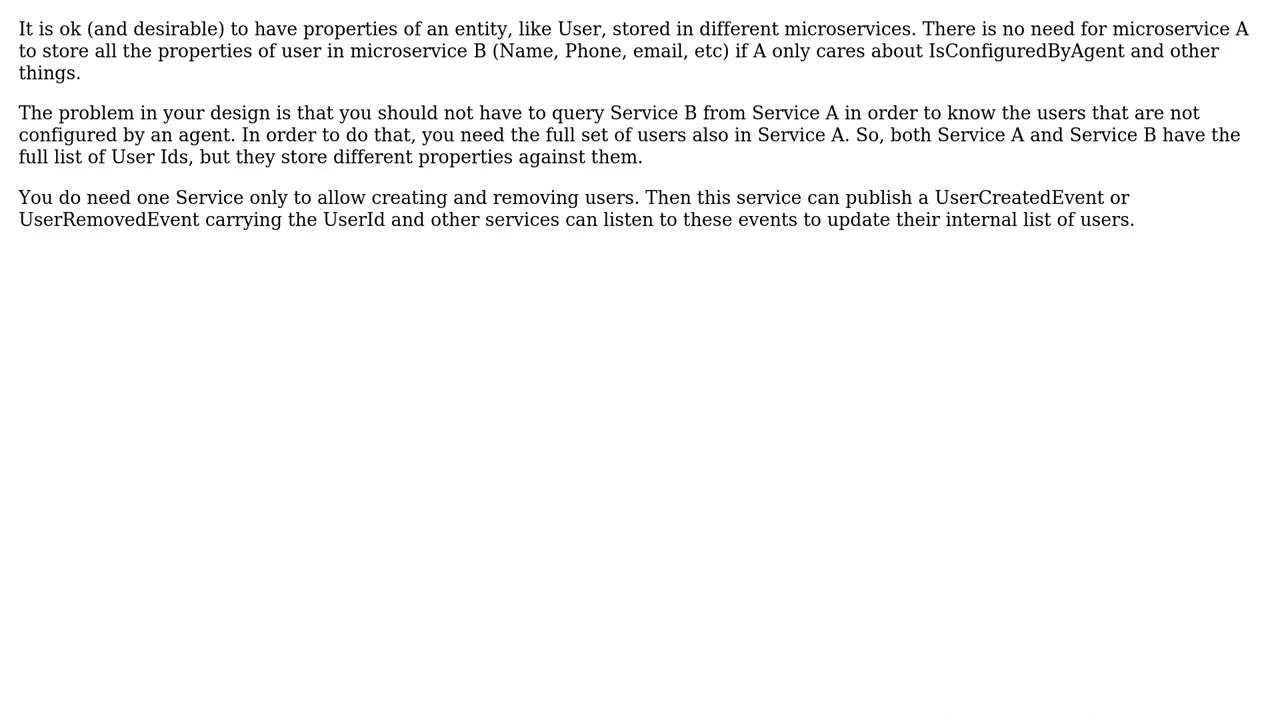 It is ok (and desirable) to have properties of an entity, like User, stored in different microservices. There is no need for microservice A
to store all the properties of user in microservice B (Name, Phone, email, etc) if A only cares about IsConfiguredByAgent and other
things.
The problem in your design is that you should not have to query Service B from Service A in order to know the users that are not
configured by an agent. In order to do that, you need the full set of users also in Service A. So, both Service A and Service B have the
full list of User Ids, but they store different properties against them.
You do need one Service only to allow creating and removing users. Then this service can publish a UserCreatedEvent or
UserRemovedEvent carrying the UserId and other services can listen to these events to update their internal list of users.